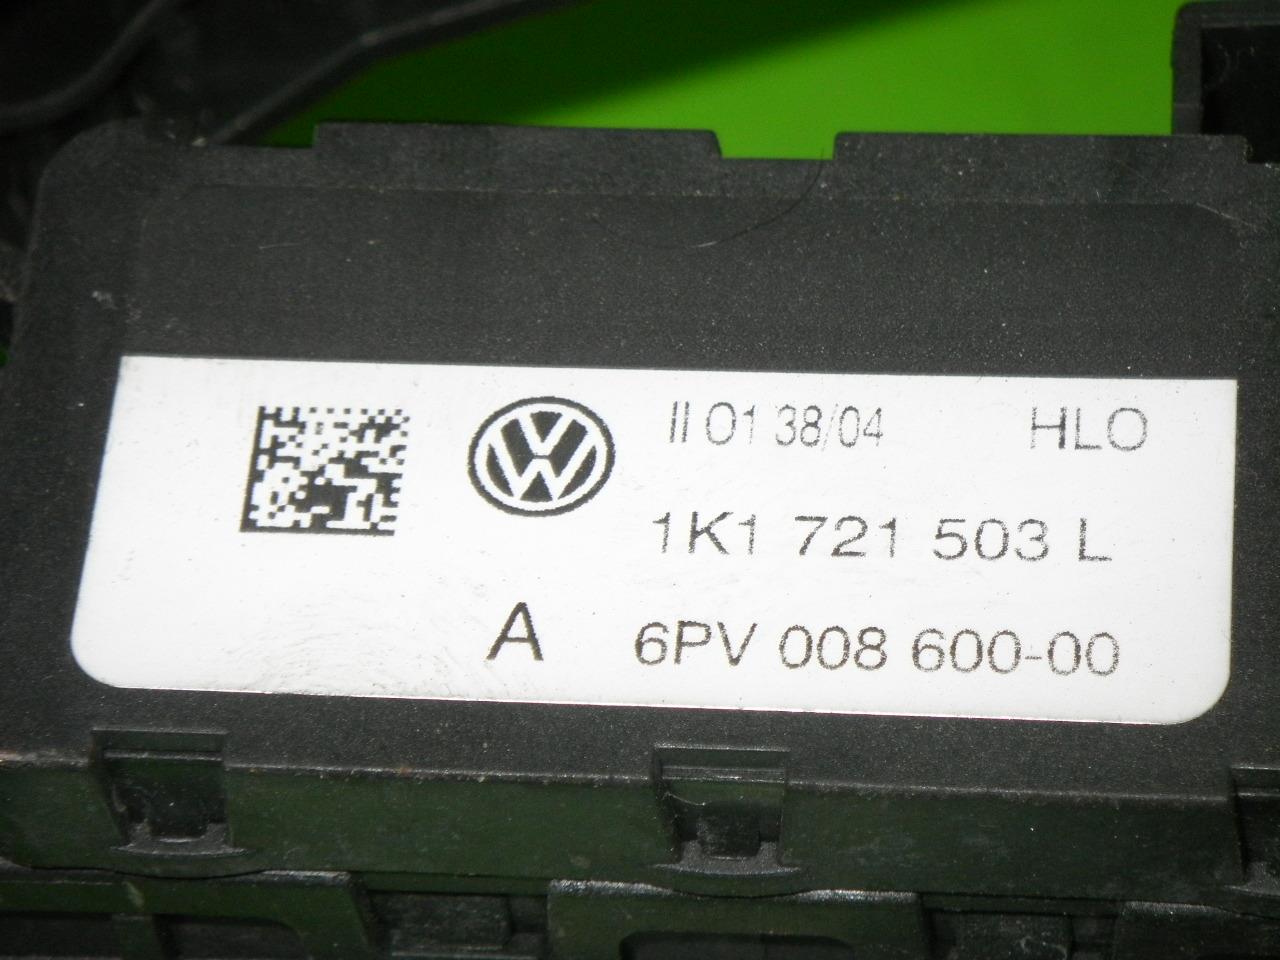 II 01 38/04 HLO
1K1 721 503 L
A 6PV 008 600-00